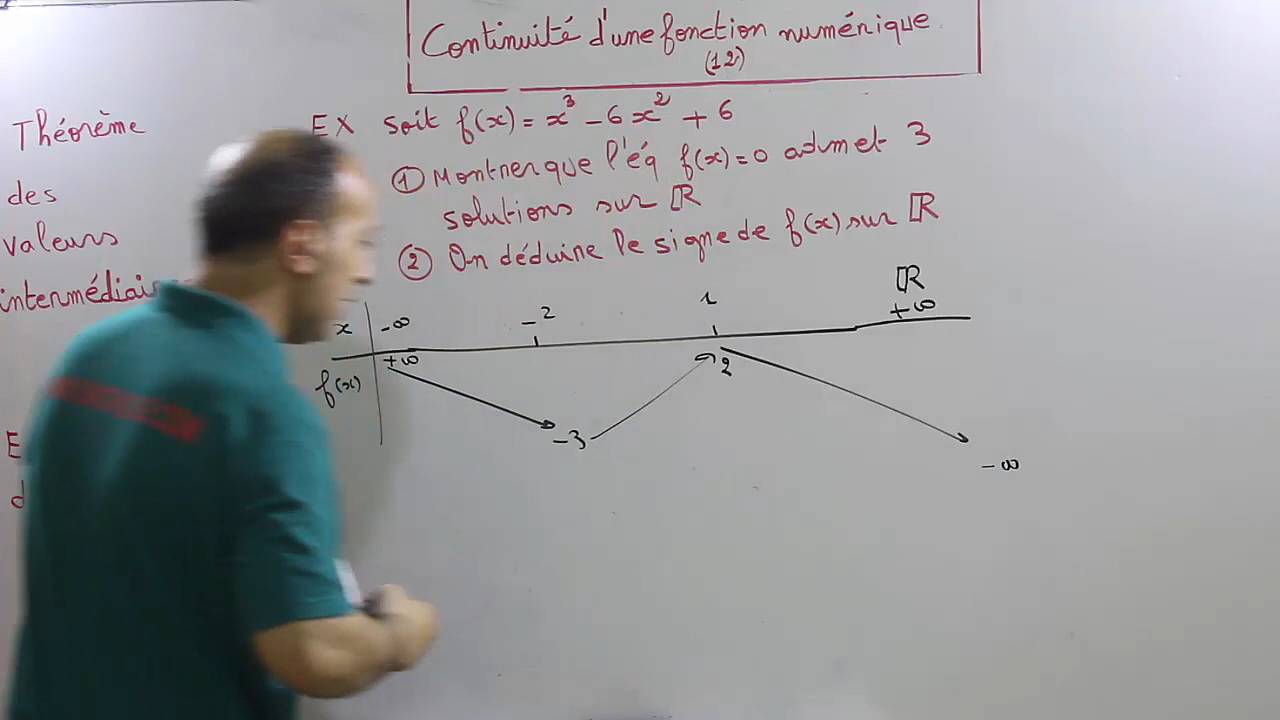 Continuité d'une fonction numérique
(12)
Théorème
des
valeurs
EX soit f(x) = x³ - 6x² + 6
① Montrer que l'éq f(x)=0 admet 3
solutions sur ℝ
② On déduire le signe de f(x) sur ℝ
ℝ
x -∞ -2 1 +∞
f(x) +∞ -3 2 -∞